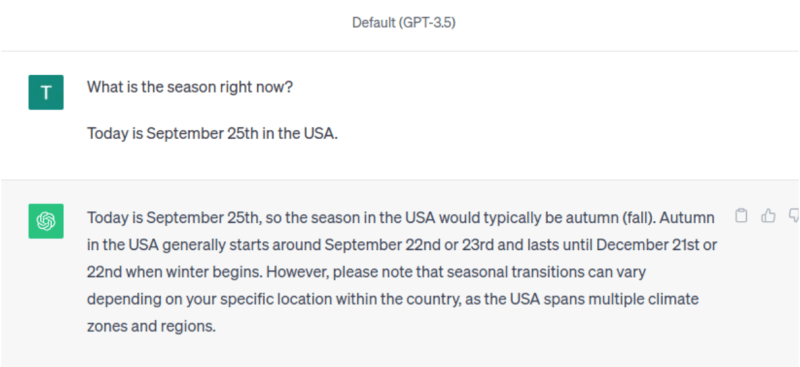 Default (GPT-3.5)
T
What is the season right now?
Today is September 25th in the USA.
Today is September 25th, so the season in the USA would typically be autumn (fall). Autumn
in the USA generally starts around September 22nd or 23rd and lasts until December 21st or
22nd when winter begins. However, please note that seasonal transitions can vary
depending on your specific location within the country, as the USA spans multiple climate
zones and regions.